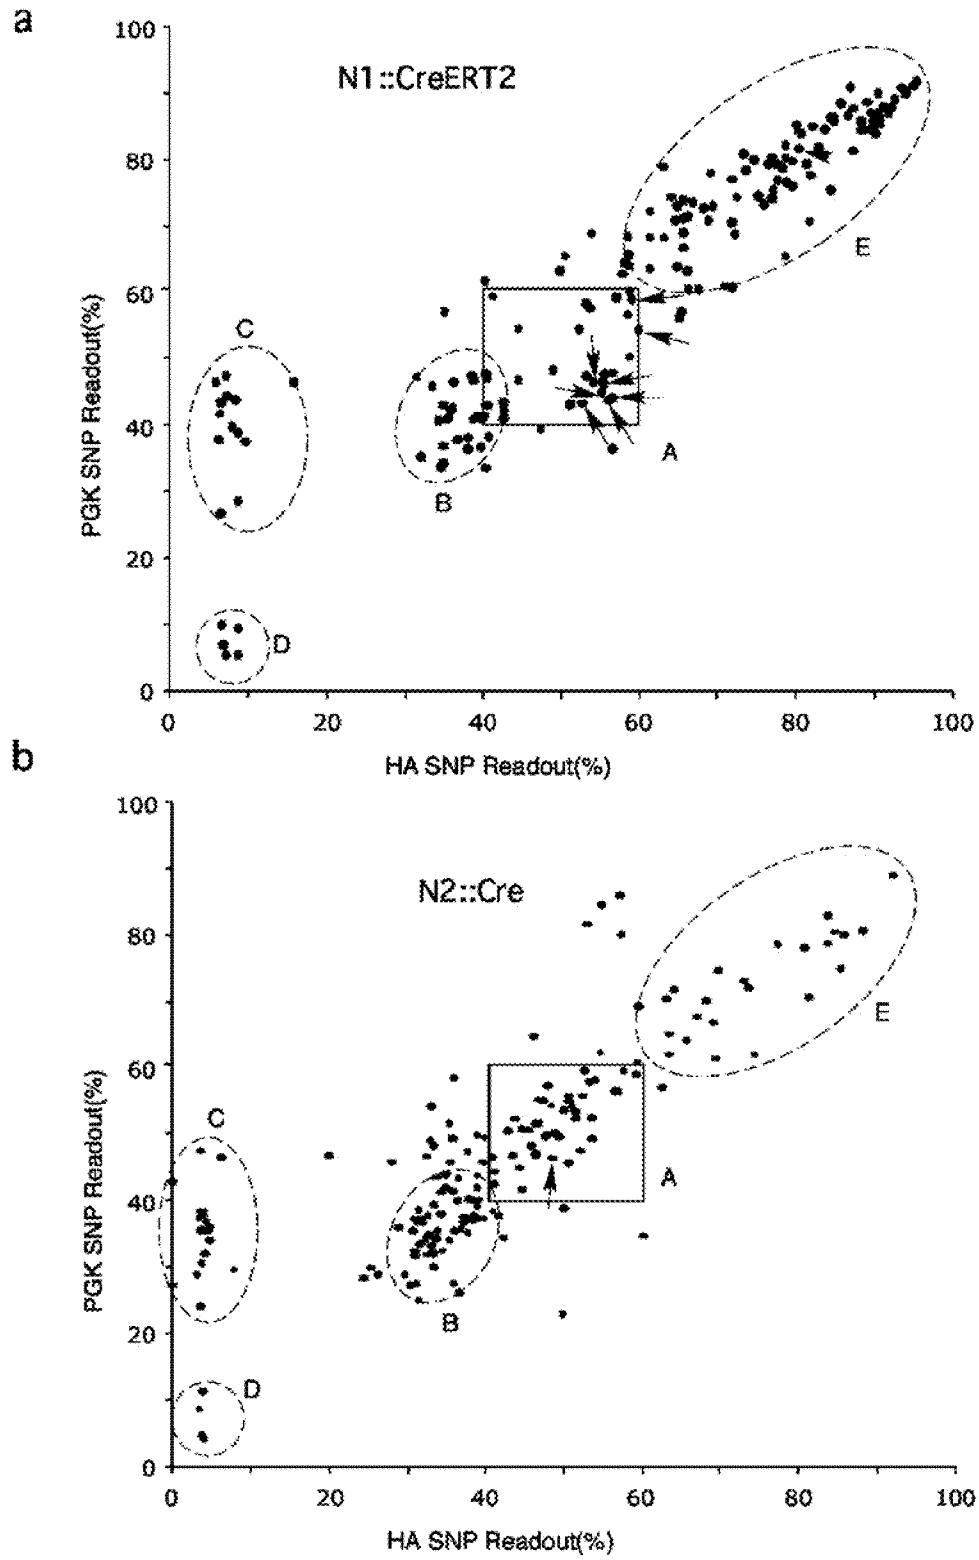 a
N1::CreERT2
PGK SNP Readout(%)
100
80
60
40
20
0
E
C
A
B
D
0 20 40 60 80 100
HA SNP Readout(%)
b
N2::Cre
PGK SNP Readout(%)
100
80
60
40
20
0
E
C
A
B
D
0 20 40 60 80 100
HA SNP Readout(%)